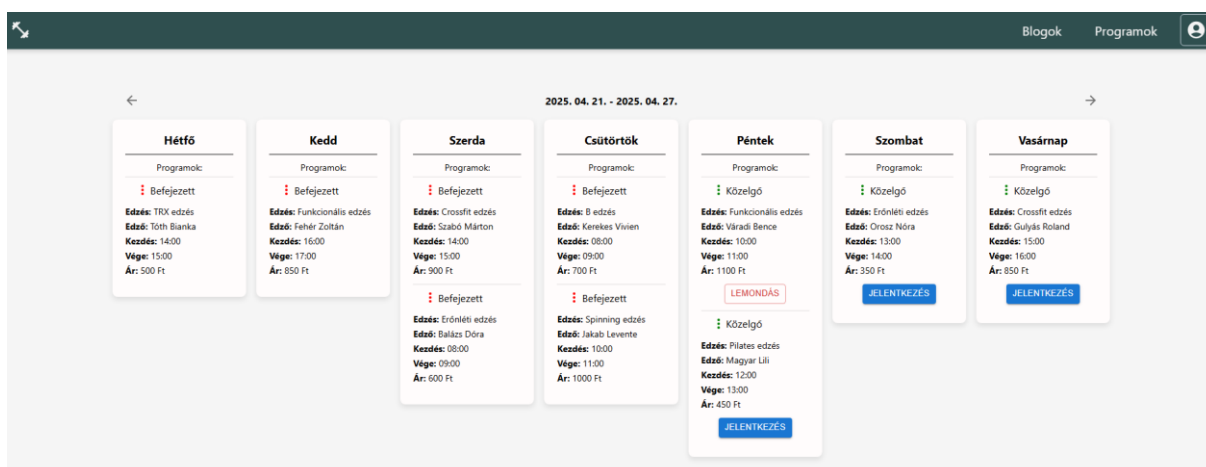 Blogok
Programok
2025. 04. 21. - 2025. 04. 27.
Hétfő
Programok:
Befejezett
Edzés: TRX edzés
Edző: Tóth Bianka
Kezdés: 14:00
Vége: 15:00
Ár: 500 Ft
Kedd
Programok:
Befejezett
Edzés: Funkcionális edzés
Edző: Fehér Zoltán
Kezdés: 16:00
Vége: 17:00
Ár: 850 Ft
Szerda
Programok:
Befejezett
Edzés: Crossfit edzés
Edző: Szabó Márton
Kezdés: 14:00
Vége: 15:00
Ár: 900 Ft
Befejezett
Edzés: Erőnléti edzés
Edző: Balázs Dóra
Kezdés: 08:00
Vége: 09:00
Ár: 600 Ft
Csütörtök
Programok:
Befejezett
Edzés: B edzés
Edző: Kerekes Vivien
Kezdés: 08:00
Vége: 09:00
Ár: 700 Ft
Befejezett
Edzés: Spinning edzés
Edző: Jakab Levente
Kezdés: 10:00
Vége: 11:00
Ár: 1000 Ft
Péntek
Programok:
Közelgő
Edzés: Funkcionális edzés
Edző: Váradi Bence
Kezdés: 10:00
Vége: 11:00
Ár: 1100 Ft
LEMONDÁS
Közelgő
Edzés: Pilates edzés
Edző: Magyar Lili
Kezdés: 12:00
Vége: 13:00
Ár: 450 Ft
JELENTKEZÉS
Szombat
Programok:
Közelgő
Edzés: Erőnléti edzés
Edző: Orosz Nóra
Kezdés: 13:00
Vége: 14:00
Ár: 350 Ft
JELENTKEZÉS
Vasárnap
Programok:
Közelgő
Edzés: Crossfit edzés
Edző: Gulyás Roland
Kezdés: 15:00
Vége: 16:00
Ár: 850 Ft
JELENTKEZÉS